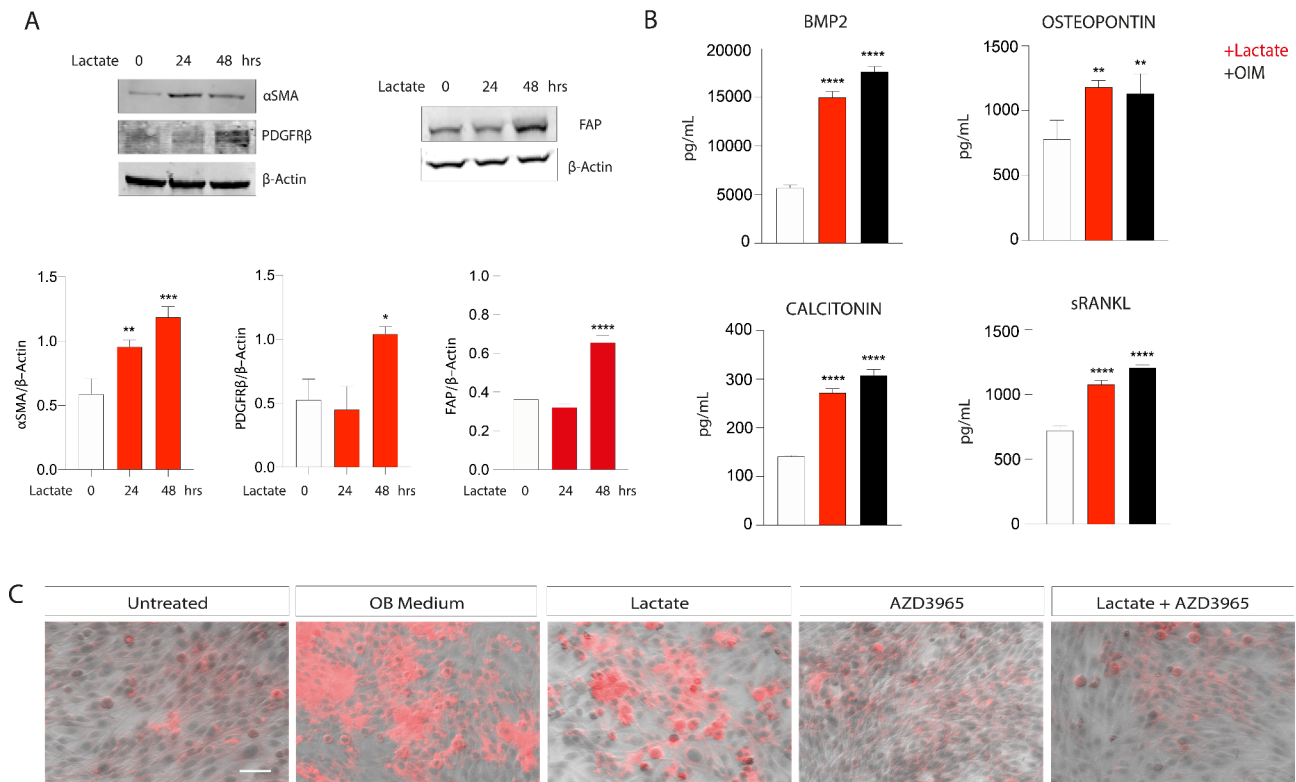 A
Lactate 0 24 48 hrs
αSMA
PDGFRβ
β-Actin
Lactate 0 24 48 hrs
FAP
β-Actin
αSMA/β-Actin
1.5
1.0
0.5
0.0
** ***
Lactate 0 24 48 hrs
PDGFRβ/β-Actin
1.5
1.0
0.5
0.0
*
Lactate 0 24 48 hrs
FAP/β-Actin
1.0
0.8
0.6
0.4
0.2
0.0
****
Lactate 0 24 48 hrs
B
BMP2
pg/mL
20000
15000
10000
5000
0
**** ****
OSTEOPONTIN
pg/mL
1500
1000
500
0
** **
+Lactate
+OIM
CALCITONIN
pg/mL
400
300
200
100
0
**** ****
sRANKL
pg/mL
1500
1000
500
0
**** ****
C
Untreated
OB Medium
Lactate
AZD3965
Lactate + AZD3965